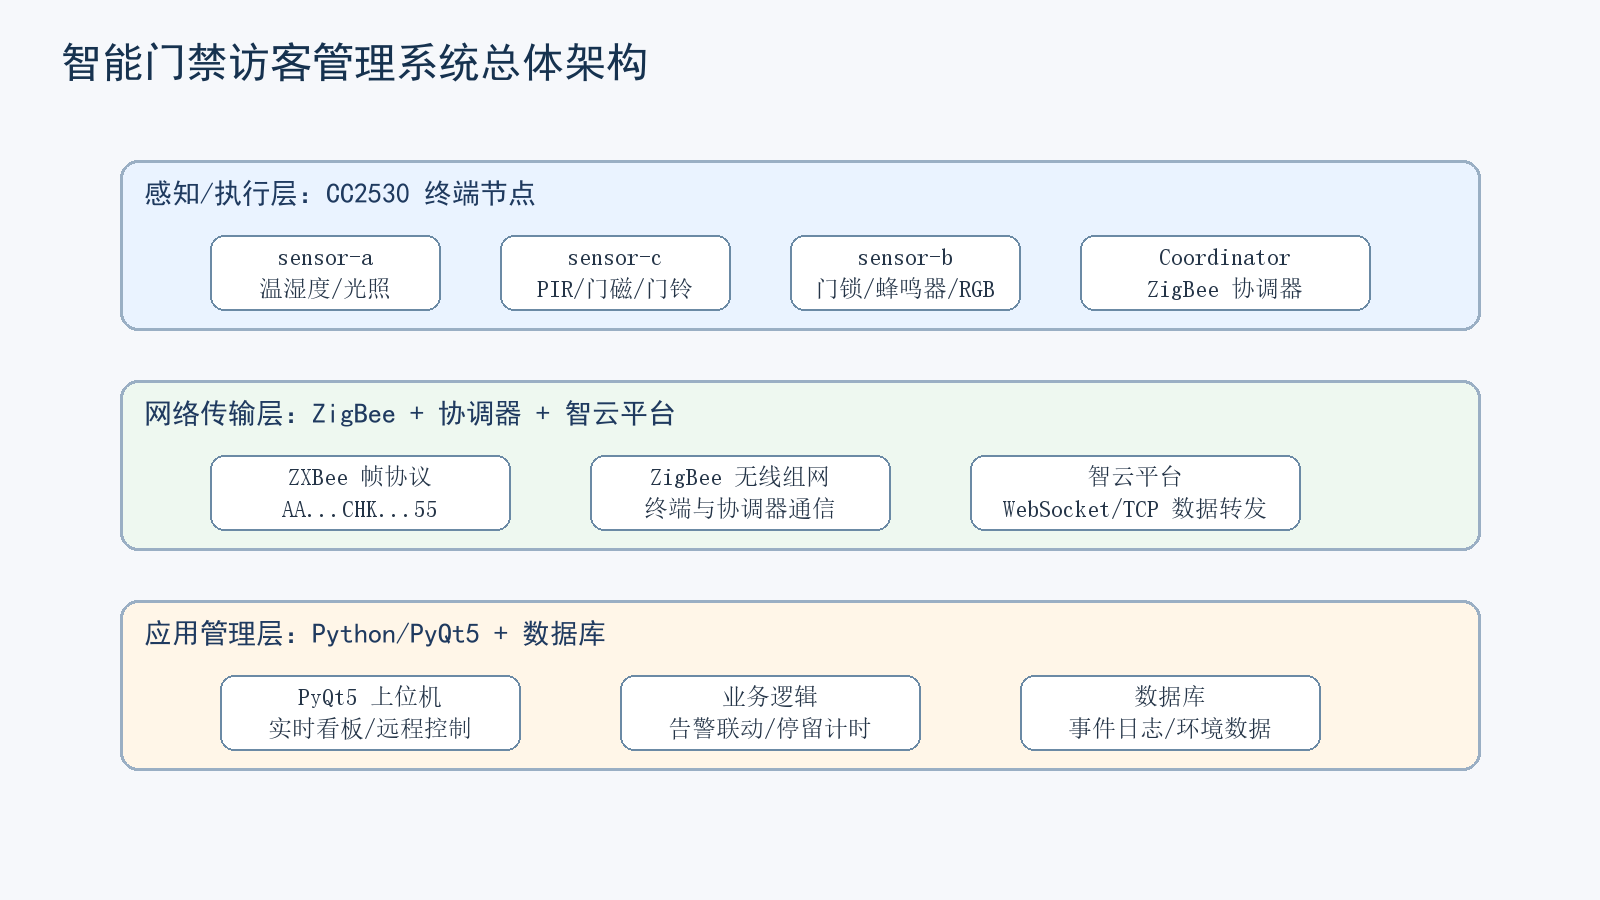 智能门禁访客管理系统总体架构
感知/执行层：CC2530 终端节点
sensor-a
温湿度/光照
sensor-c
PIR/门磁/门铃
sensor-b
门锁/蜂鸣器/RGB
Coordinator
ZigBee 协调器
网络传输层：ZigBee + 协调器 + 智云平台
ZXBee 帧协议
AA...CHK...55
ZigBee 无线组网
终端与协调器通信
智云平台
WebSocket/TCP 数据转发
应用管理层：Python/PyQt5 + 数据库
PyQt5 上位机
实时看板/远程控制
业务逻辑
告警联动/停留计时
数据库
事件日志/环境数据